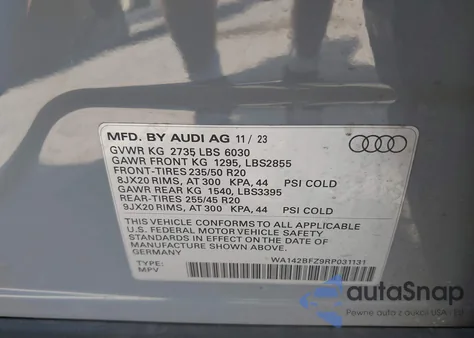 MFD. BY AUDI AG 11/23
GVWR KG 2735 LBS 6030
GAWR FRONT KG 1295, LBS2855
FRONT-TIRES 235/50 R20
8JX20 RIMS, AT 300 KPA, 44 PSI COLD
GAWR REAR KG 1540, LBS3395
REAR-TIRES 255/45 R20
9JX20 RIMS, AT 300 KPA, 44 PSI COLD
THIS VEHICLE CONFORMS TO ALL APPLICABLE
U.S. FEDERAL MOTOR VEHICLE SAFETY
STANDARDS IN EFFECT ON THE DATE OF
MANUFACTURE SHOWN ABOVE.
GERMANY
TYPE: WA142BFZ9RP031131
MPV
autoSnap
Pewne auto z aukcji USA